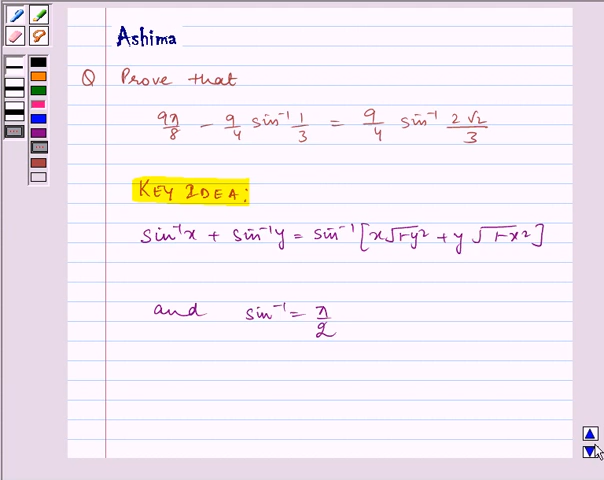 Ashima
Q Prove that
9π/8 - 9/4 sin⁻¹ 1/3 = 9/4 sin⁻¹ 2√2/3
KEY IDEA:
sin⁻¹x + sin⁻¹y = sin⁻¹ [x√1-y² + y √1-x²]
and sin⁻¹ = π/2